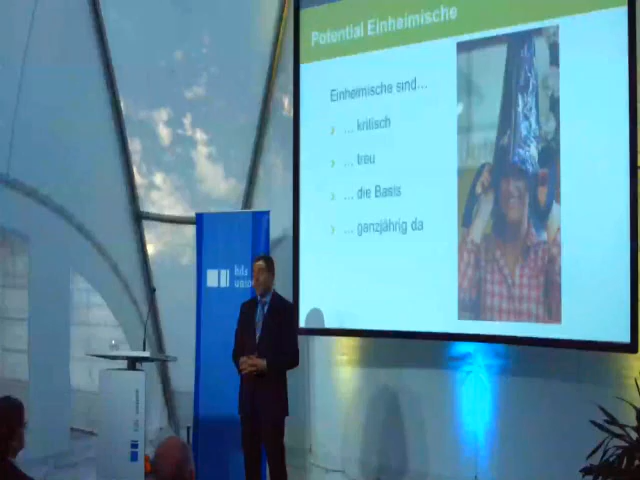 Potential Einheimische
Einheimische sind...
... kritisch
... treu
... die Basis
... ganzjährig da